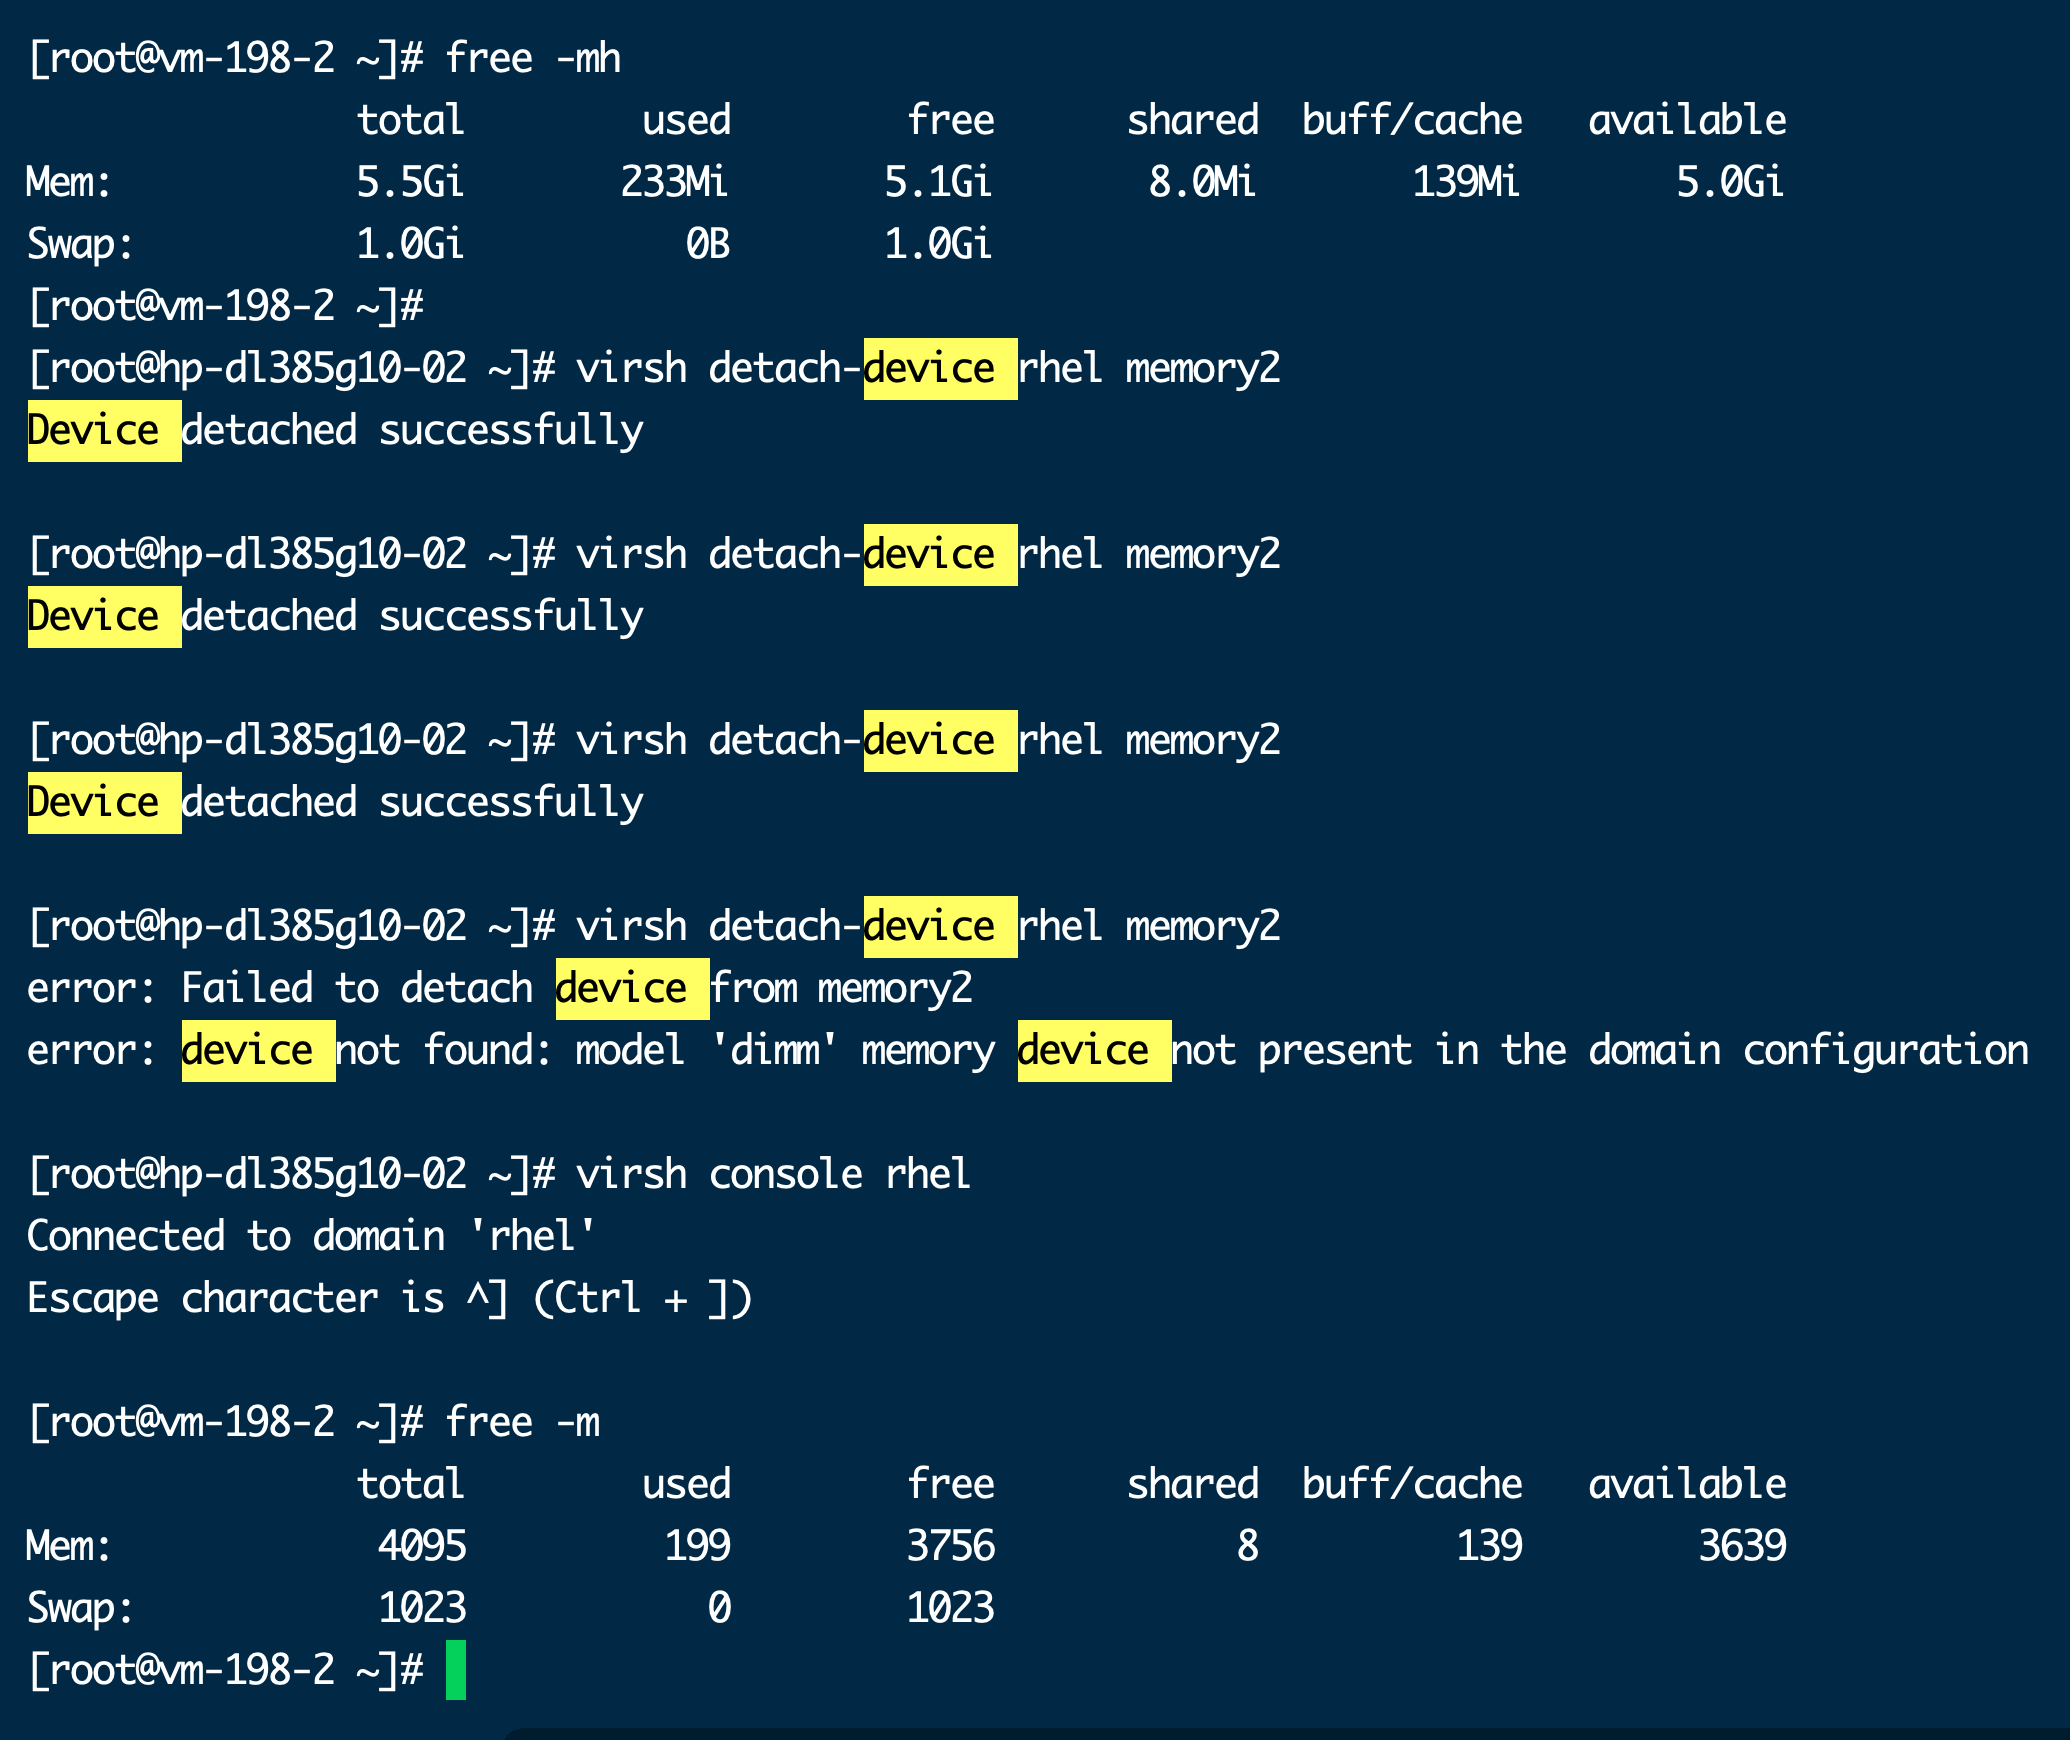 [root@vm-198-2 ~]# free -mh
               total        used        free      shared  buff/cache   available
Mem:           5.5Gi       233Mi       5.1Gi       8.0Mi       139Mi       5.0Gi
Swap:          1.0Gi          0B       1.0Gi
[root@vm-198-2 ~]#
[root@hp-dl385g10-02 ~]# virsh detach-device rhel memory2
Device detached successfully
[root@hp-dl385g10-02 ~]# virsh detach-device rhel memory2
Device detached successfully
[root@hp-dl385g10-02 ~]# virsh detach-device rhel memory2
Device detached successfully
[root@hp-dl385g10-02 ~]# virsh detach-device rhel memory2
error: Failed to detach device from memory2
error: device not found: model 'dimm' memory device not present in the domain configuration
[root@hp-dl385g10-02 ~]# virsh console rhel
Connected to domain 'rhel'
Escape character is ^] (Ctrl + ])
[root@vm-198-2 ~]# free -m
               total        used        free      shared  buff/cache   available
Mem:            4095         199        3756           8         139        3639
Swap:           1023           0        1023
[root@vm-198-2 ~]#